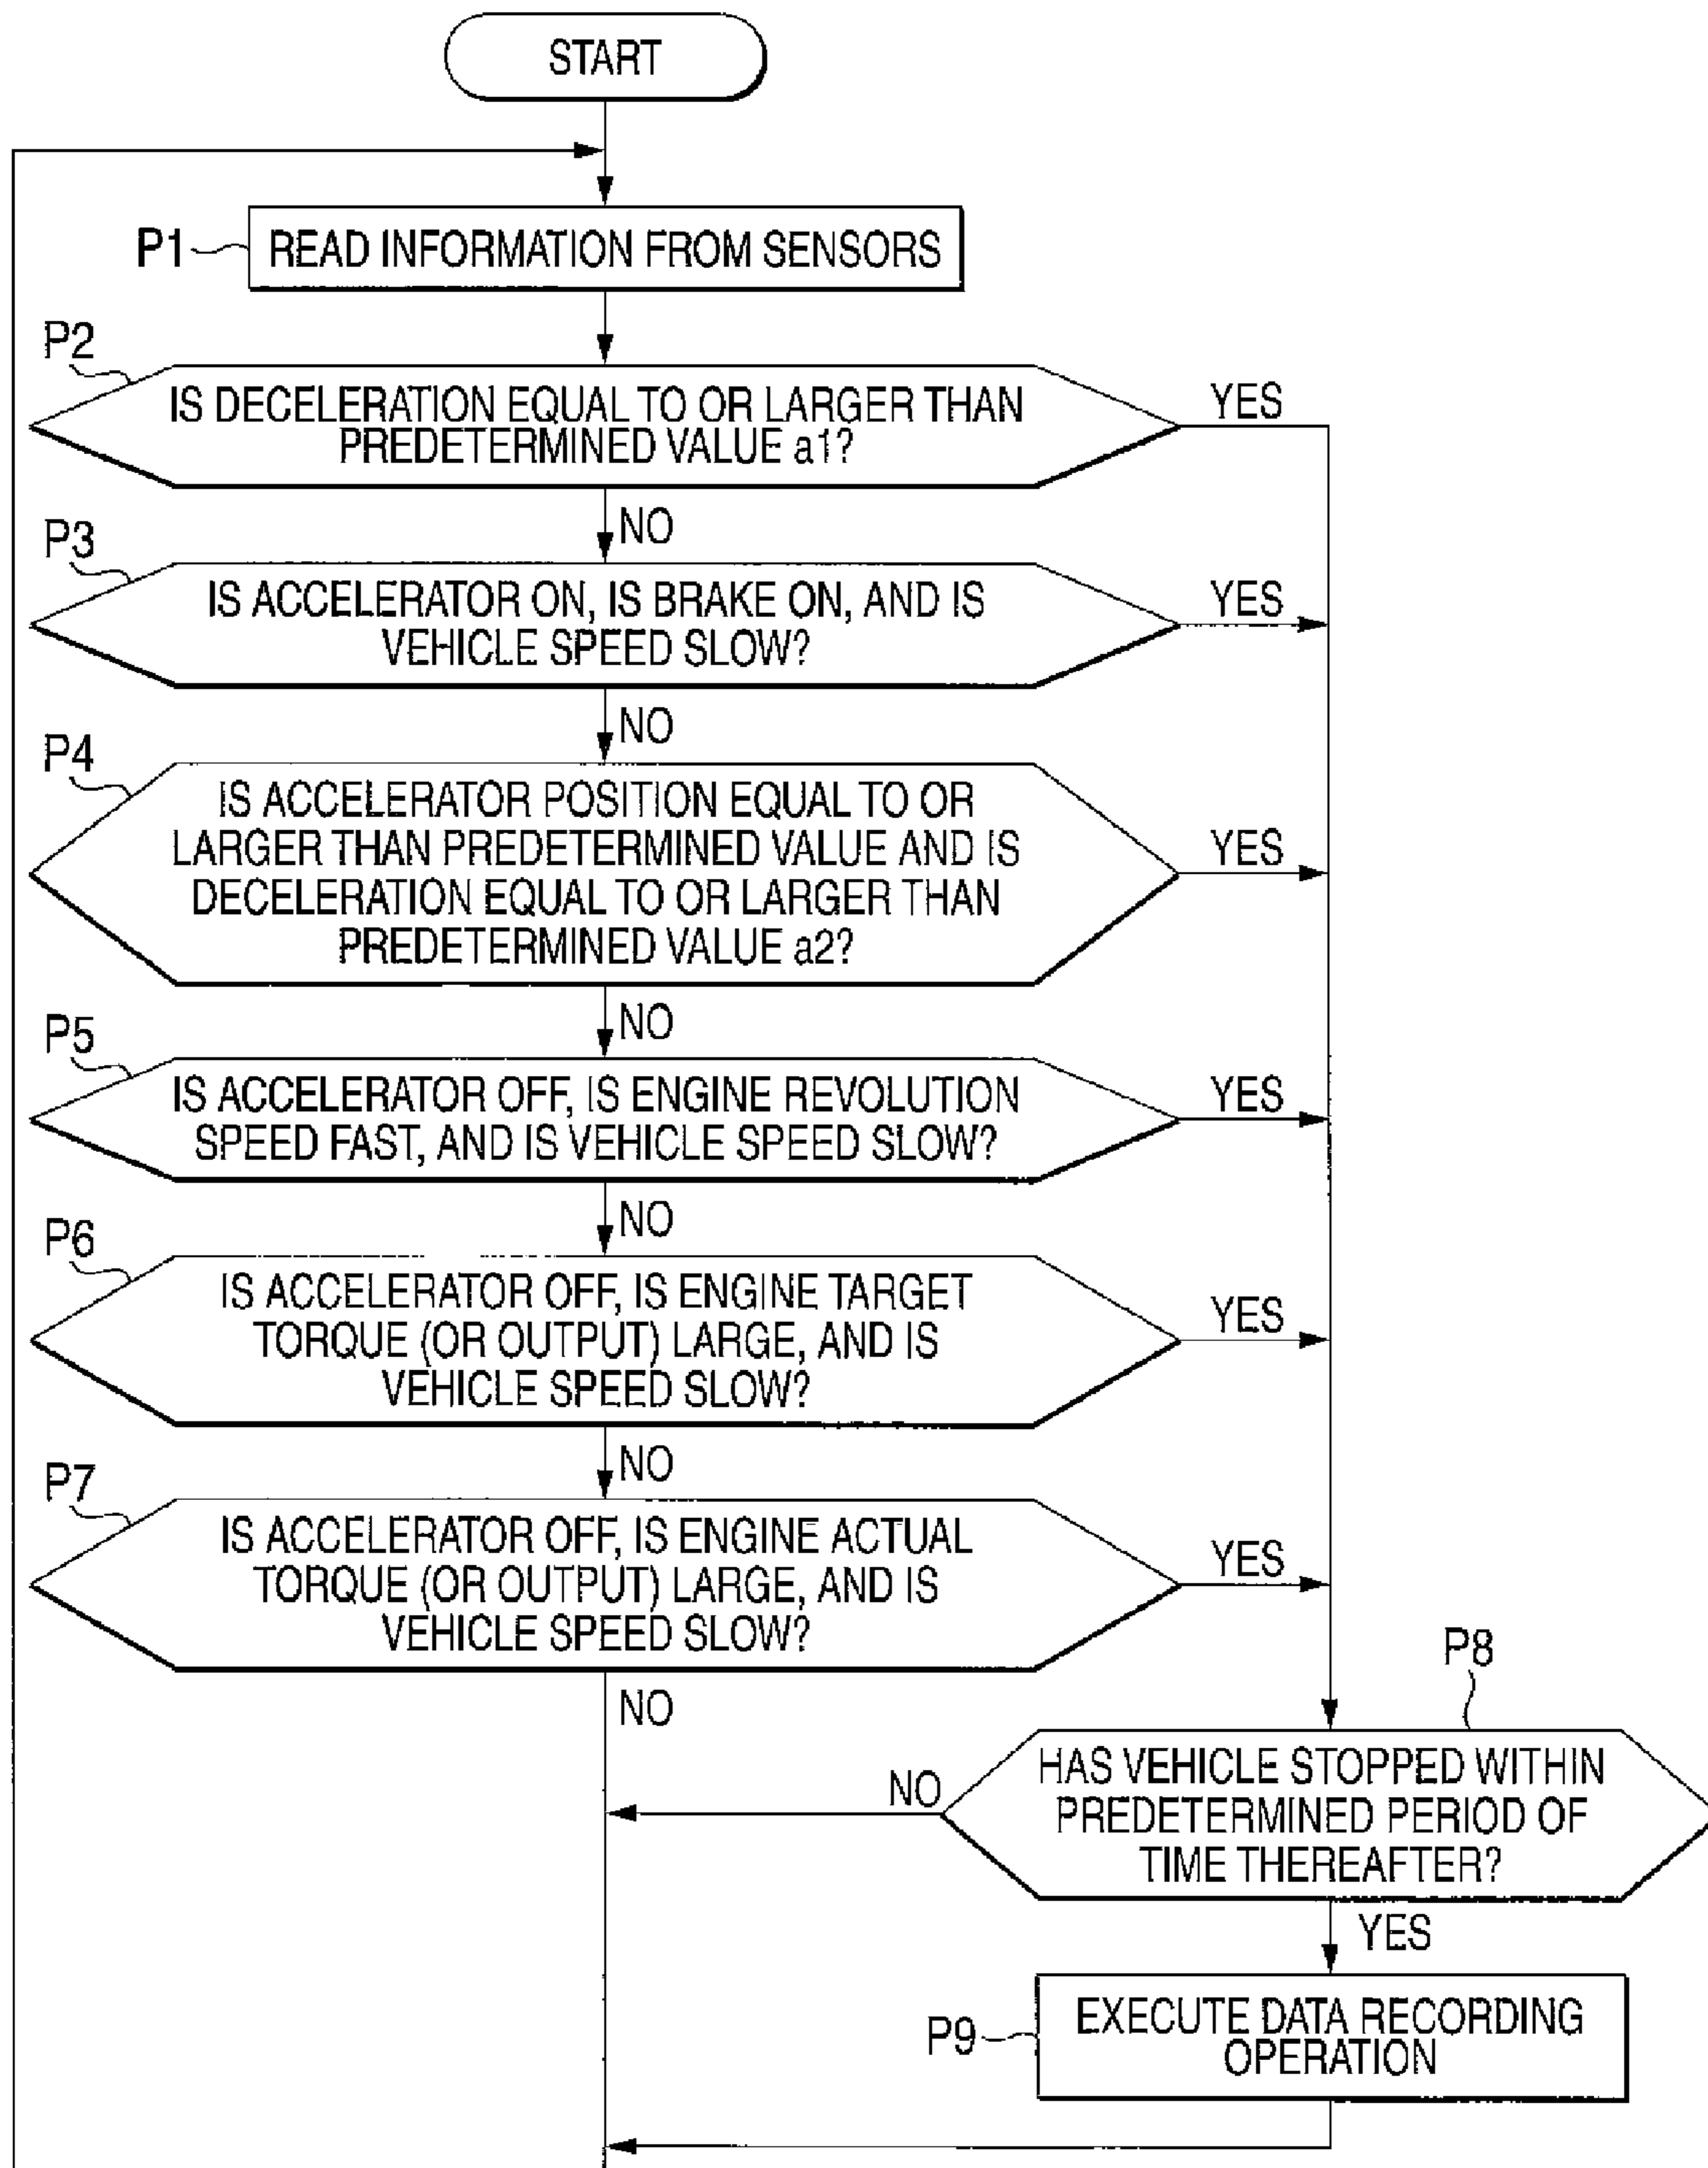 START
P1
READ INFORMATION FROM SENSORS
P2
IS DECELERATION EQUAL TO OR LARGER THAN
PREDETERMINED VALUE a1?
YES
NO
P3
IS ACCELERATOR ON, IS BRAKE ON, AND IS
VEHICLE SPEED SLOW?
YES
NO
P4
IS ACCELERATOR POSITION EQUAL TO OR
LARGER THAN PREDETERMINED VALUE AND IS
DECELERATION EQUAL TO OR LARGER THAN
PREDETERMINED VALUE a2?
YES
NO
P5
IS ACCELERATOR OFF, IS ENGINE REVOLUTION
SPEED FAST, AND IS VEHICLE SPEED SLOW?
YES
NO
P6
IS ACCELERATOR OFF, IS ENGINE TARGET
TORQUE (OR OUTPUT) LARGE, AND IS
VEHICLE SPEED SLOW?
YES
NO
P7
IS ACCELERATOR OFF, IS ENGINE ACTUAL
TORQUE (OR OUTPUT) LARGE, AND IS
VEHICLE SPEED SLOW?
YES
NO
P8
HAS VEHICLE STOPPED WITHIN
PREDETERMINED PERIOD OF
TIME THEREAFTER?
NO
YES
P9
EXECUTE DATA RECORDING
OPERATION